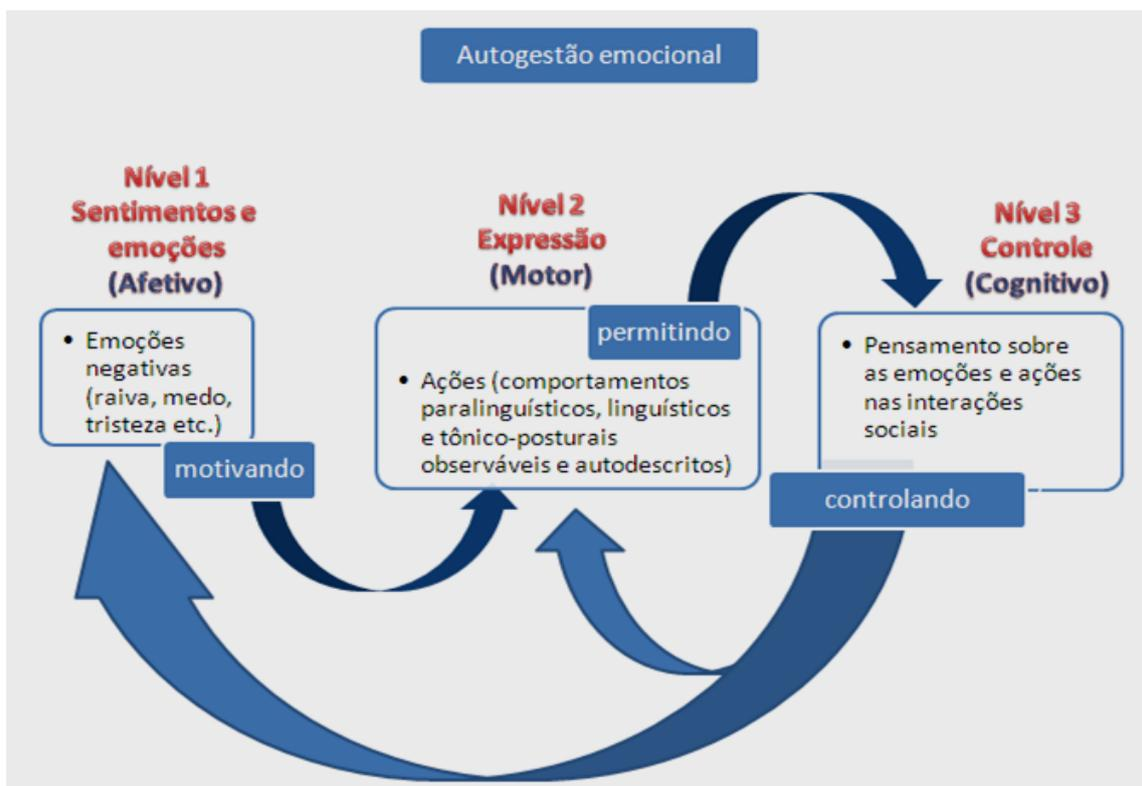 Autogestão emocional
Nível 1
Sentimentos e
emoções
(Afetivo)
• Emoções
negativas
(raiva, medo,
tristeza etc.)
motivando
Nível 2
Expressão
(Motor)
permitindo
• Ações (comportamentos
paralinguísticos, linguísticos
e tônico-posturais
observáveis e autodescritos)
Nível 3
Controle
(Cognitivo)
• Pensamento sobre
as emoções e ações
nas interações
sociais
controlando